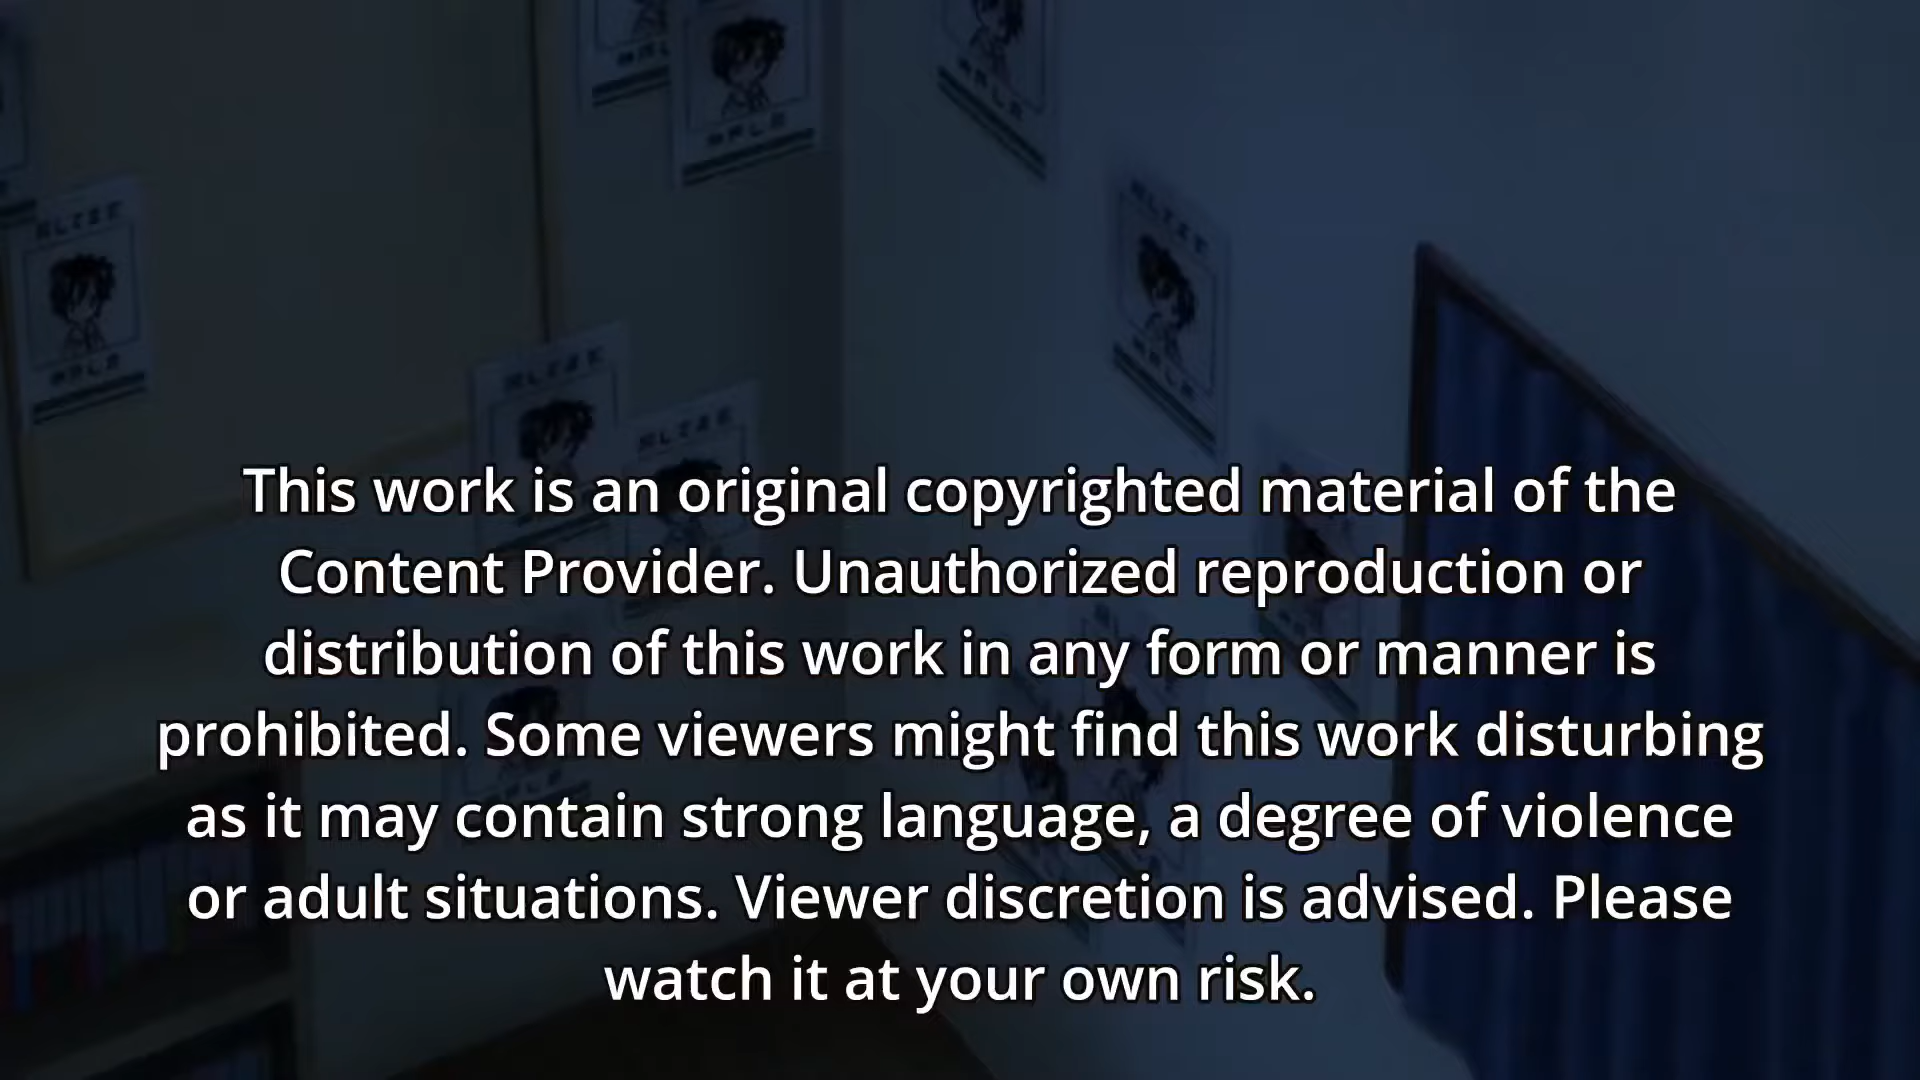 This work is an original copyrighted material of the
Content Provider. Unauthorized reproduction or
distribution of this work in any form or manner is
prohibited. Some viewers might find this work disturbing
as it may contain strong language, a degree of violence
or adult situations. Viewer discretion is advised. Please
watch it at your own risk.